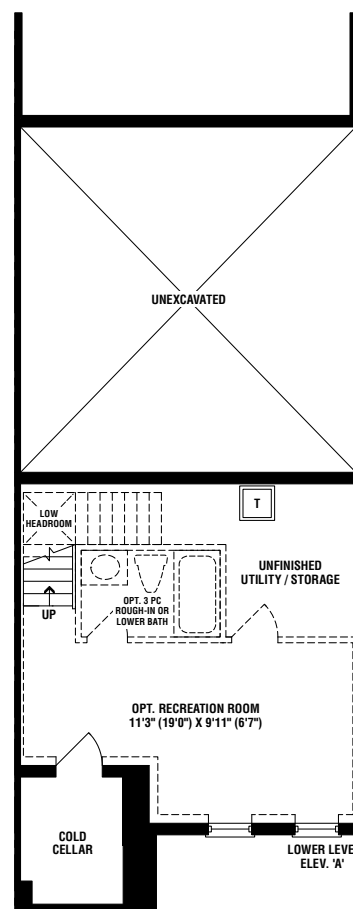 UNEXCAVATED
LOW
HEADROOM
T
UNFINISHED
UTILITY / STORAGE
UP
OPT. 3 PC
ROUGH-IN OR
LOWER BATH
OPT. RECREATION ROOM
11'3" (19'0") X 9'11" (6'7")
COLD
CELLAR
LOWER LEVE
ELEV. 'A'